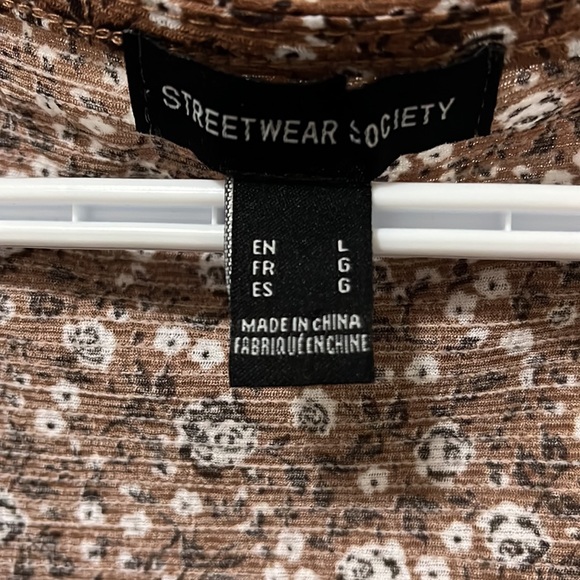 STREETWEAR SOCIETY
EN L
FR G
ES G
MADE IN CHINA
FABRIQUÉ EN CHINE